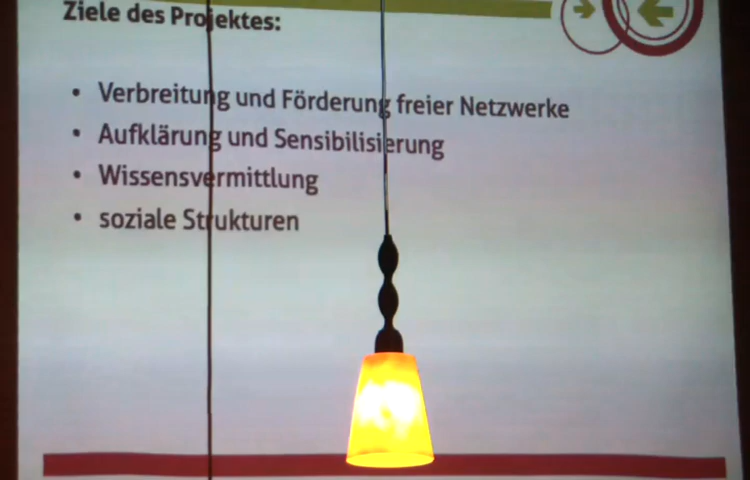 Ziele des Projektes:
• Verbreitung und Förderung freier Netzwerke
• Aufklärung und Sensibilisierung
• Wissensvermittlung
• soziale Strukturen